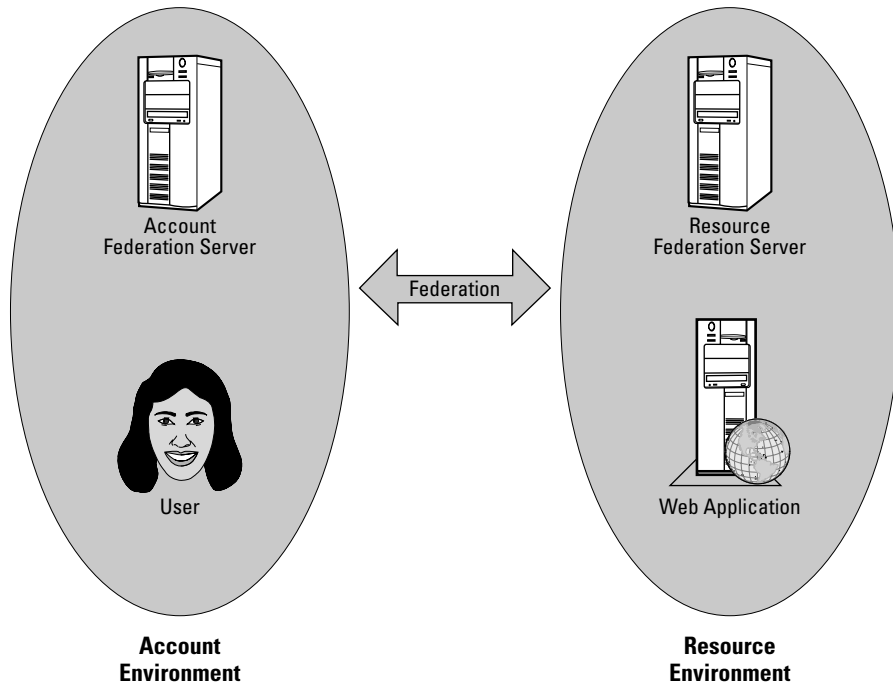 Account
Federation Server
Resource
Federation Server
Federation
User
Web Application
Account
Environment
Resource
Environment